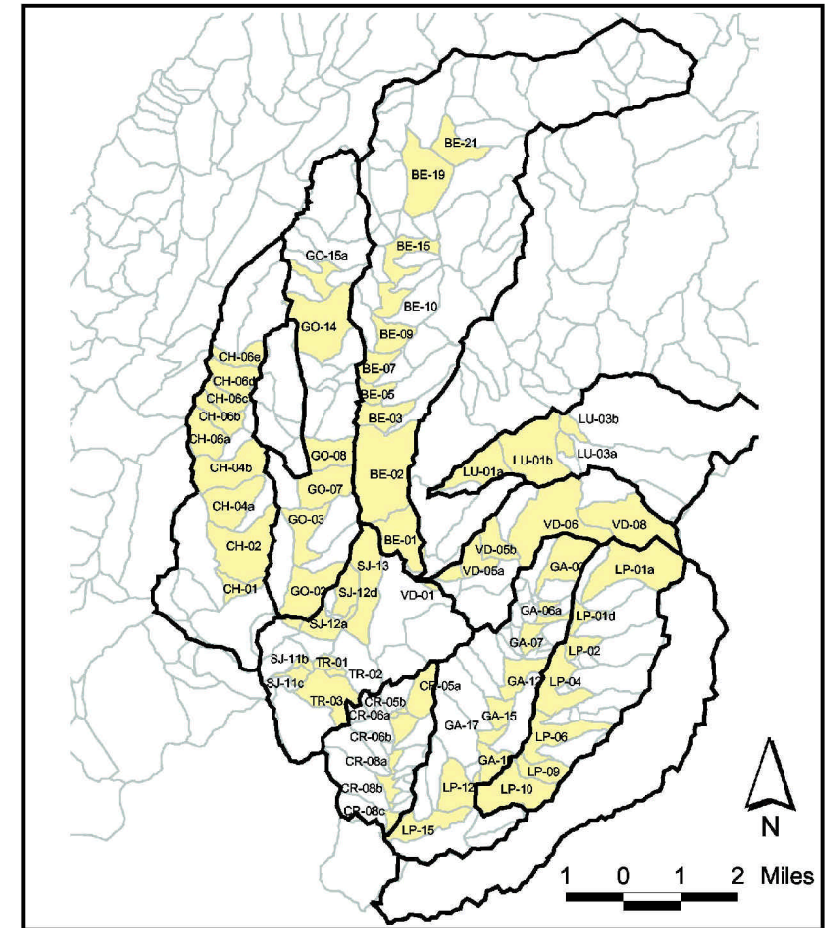 BE-21
BE-19
BE-15
GO-15a
BE-10
GO-14
BE-09
CH-06e
BE-07
CH-06d
BE-05
CH-06c
CH-06b
BE-03
LU-03b
CH-06a
LU-03a
GO-08
LU-01b
CH-04b
LU-01a
BE-02
GO-07
CH-04a
GO-03
VD-06
VD-08
BE-01
CH-02
VD-05b
SJ-13
VD-05a
LP-01a
CH-01
SJ-12d
VD-01
GA-06a
LP-01d
SJ-12a
GA-07
LP-02
SJ-11b
TR-01
TR-02
SJ-11c
CR-05a
GA-12
LP-04
TR-03
CR-05b
CR-06a
GA-15
GA-17
CR-06b
LP-06
CR-08a
LP-09
CR-08b
LP-12
LP-10
CR-08c
LP-15
N
1 0 1 2 Miles